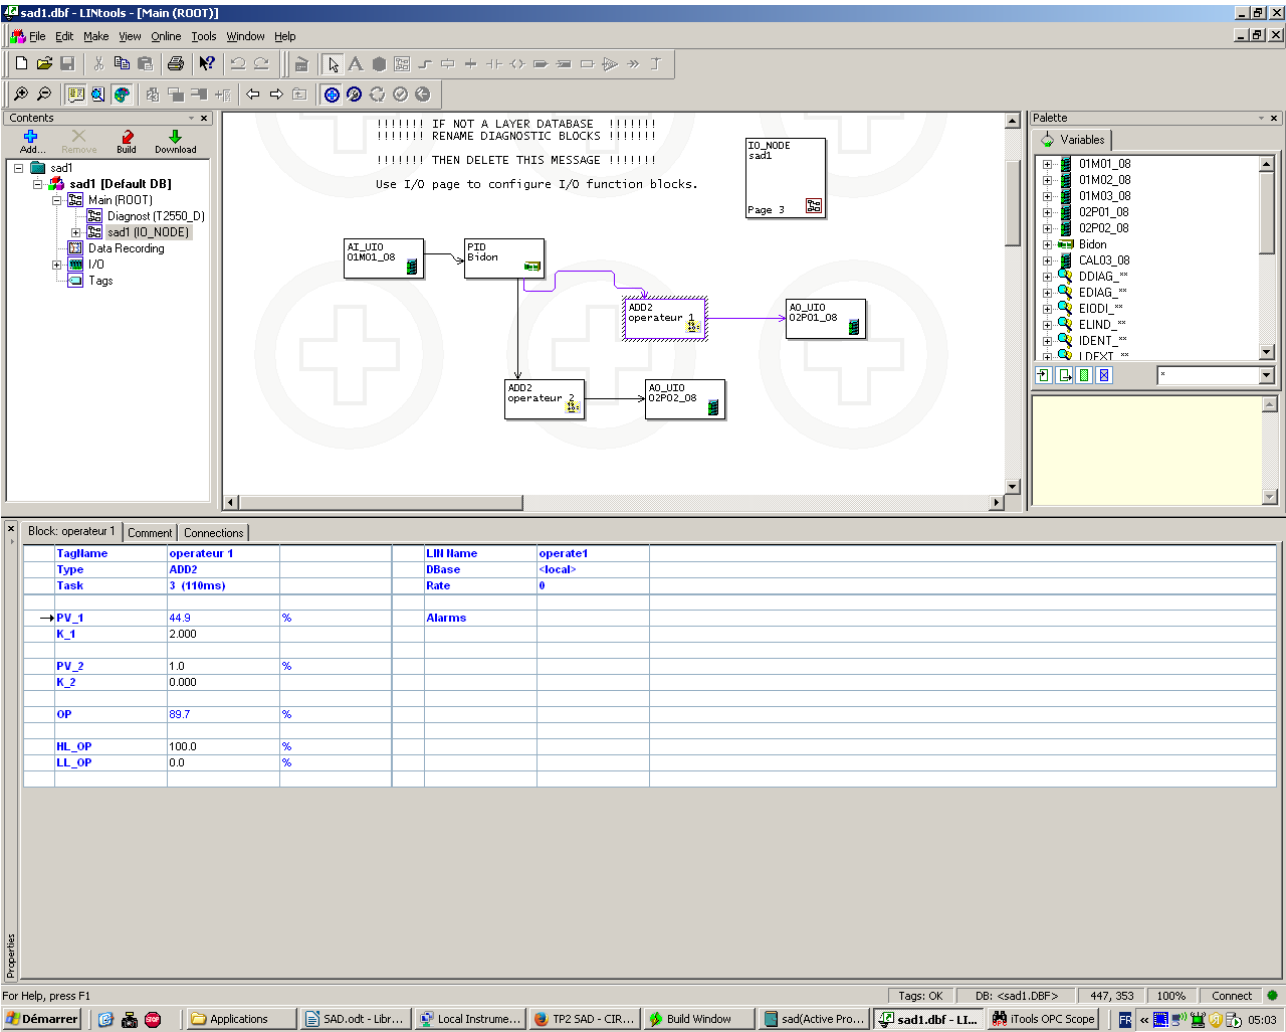 sad1.dbf - LINtools - [Main (ROOT)]
File Edit Make View Online Tools Window Help
Contents
Add... Remove Build Download
sad1
sad1 [Default DB]
Main (ROOT)
Diagnost (T2550_D)
sad1 (IO_NODE)
Data Recording
I/O
Tags
!!!!!!! IF NOT A LAYER DATABASE !!!!!!!
!!!!!!! RENAME DIAGNOSTIC BLOCKS !!!!!!!
!!!!!!! THEN DELETE THIS MESSAGE !!!!!!!
Use I/O page to configure I/O function blocks.
IO_NODE
sad1
Page 3
AI_UIO
01M01_08
PID
Bidon
ADD2
operateur 1
AO_UIO
02P01_08
ADD2
operateur 2
AO_UIO
02P02_08
Palette
Variables
01M01_08
01M02_08
01M03_08
02P01_08
02P02_08
Bidon
CAL03_08
DDIAG_**
EDIAG_**
EIODI_**
ELIND_**
IDENT_**
LDEXT_**
*
Block: operateur 1 Comment Connections
TagName operateur 1 LIN Name operate1
Type ADD2 DBase <local>
Task 3 (110ms) Rate 0
PV_1 44.9 % Alarms
K_1 2.000
PV_2 1.0 %
K_2 0.000
OP 89.7 %
HL_OP 100.0 %
LL_OP 0.0 %
Properties
For Help, press F1 Tags: OK DB: <sad1.DBF> 447, 353 100% Connect
Démarrer STOP Applications SAD.odt - Libr... Local Instrume... TP2 SAD - CIR... Build Window sad(Active Pro... sad1.dbf - LI... iTools OPC Scope FR « 05:03